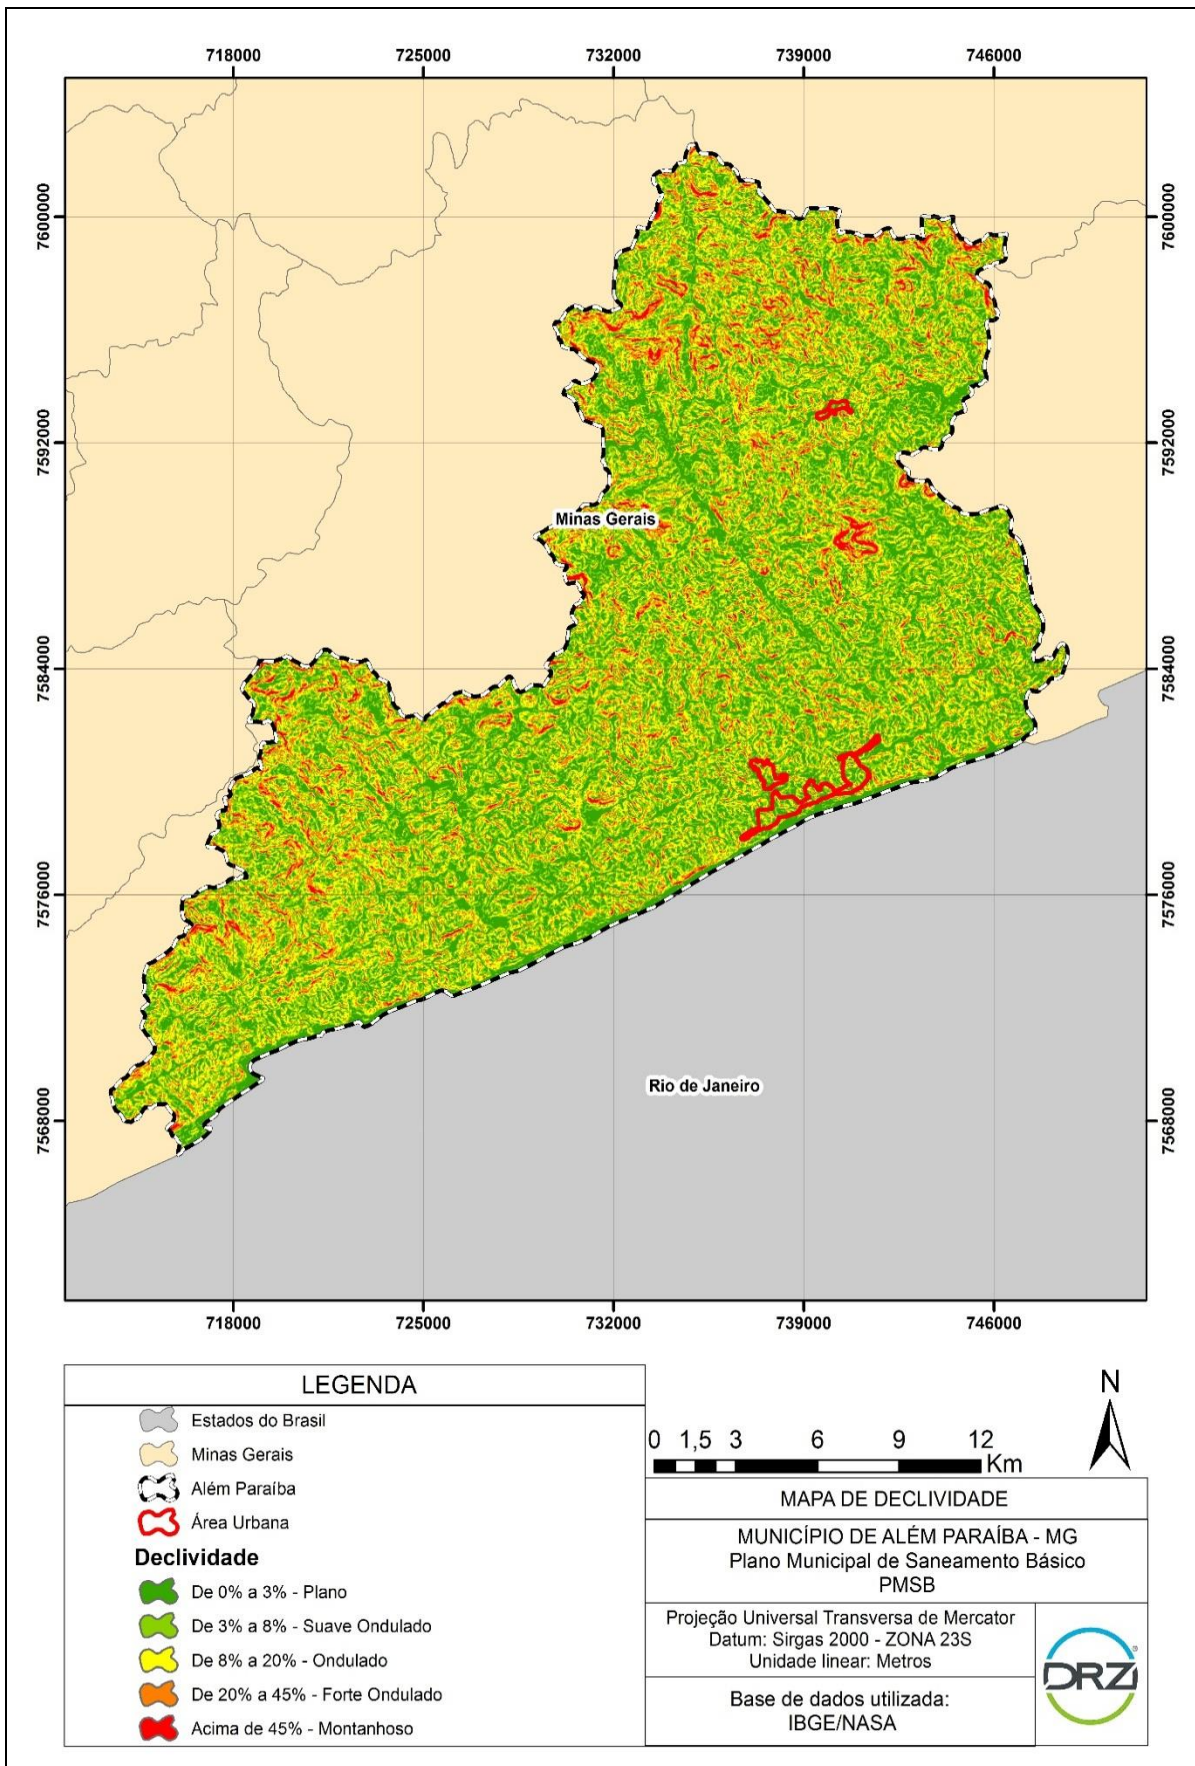 718000 725000 732000 739000 746000
7600000 7600000
7592000 7592000
Minas Gerais
7584000 7584000
7576000 7576000
Rio de Janeiro
7568000 7568000
718000 725000 732000 739000 746000
LEGENDA
Estados do Brasil
Minas Gerais
Além Paraíba
Área Urbana
Declividade
De 0% a 3% - Plano
De 3% a 8% - Suave Ondulado
De 8% a 20% - Ondulado
De 20% a 45% - Forte Ondulado
Acima de 45% - Montanhoso
N
0 1,5 3 6 9 12
Km
MAPA DE DECLIVIDADE
MUNICÍPIO DE ALÉM PARAÍBA - MG
Plano Municipal de Saneamento Básico
PMSB
Projeção Universal Transversa de Mercator
Datum: Sirgas 2000 - ZONA 23S
Unidade linear: Metros
Base de dados utilizada:
IBGE/NASA
DRZ®